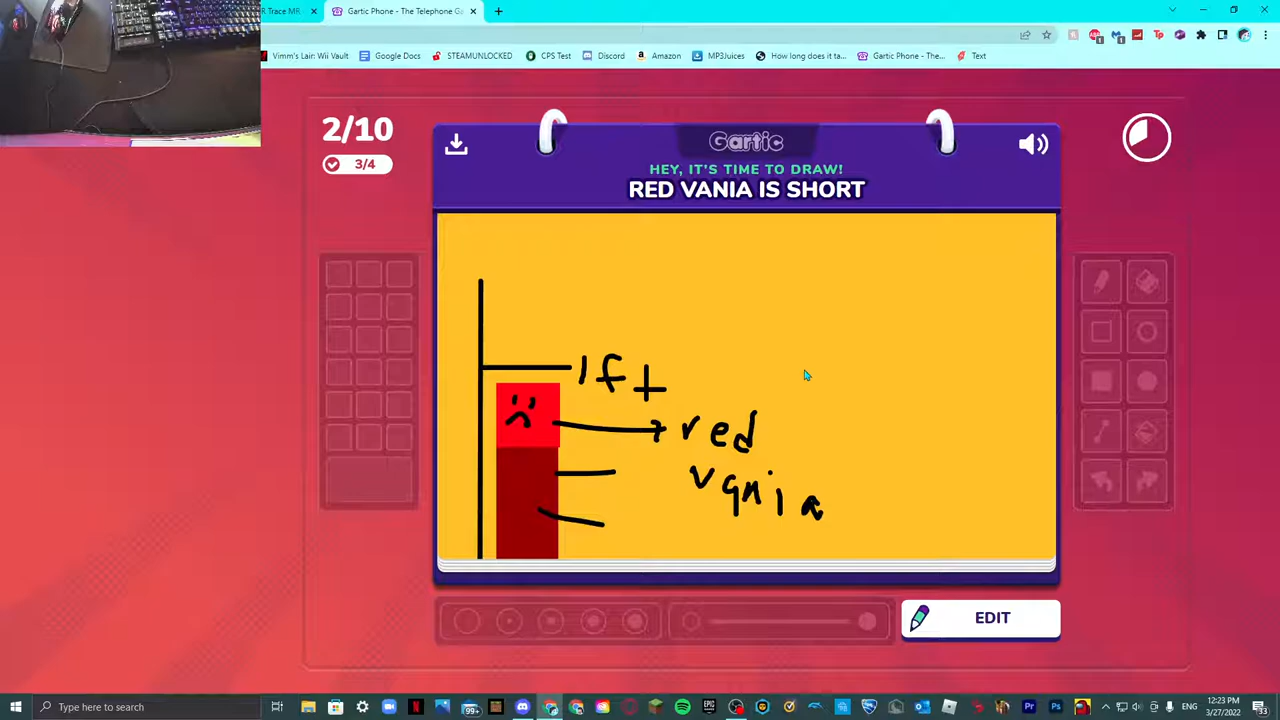 R Trace MR
Gartic Phone - The Telephone Ga
Vimm's Lair: Wii Vault
Google Docs
STEAMUNLOCKED
CPS Test
Discord
Amazon
MP3Juices
How long does it ta...
Gartic Phone - The...
Text
2/10
3/4
Gartic
HEY, IT'S TIME TO DRAW!
RED VANIA IS SHORT
1ft
red
vania
EDIT
Type here to search
99+
12:23 PM
3/27/2022